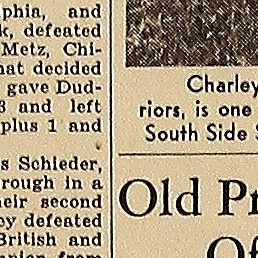 phia, and
k, defeated
Metz, Chi-
hat decided
gave Dud-
3 and left
plus 1 and
s Schieder,
rough in a
heir second
ey defeated
British and
from
Charley
riors, is one
South Side S
Old Pr
Of